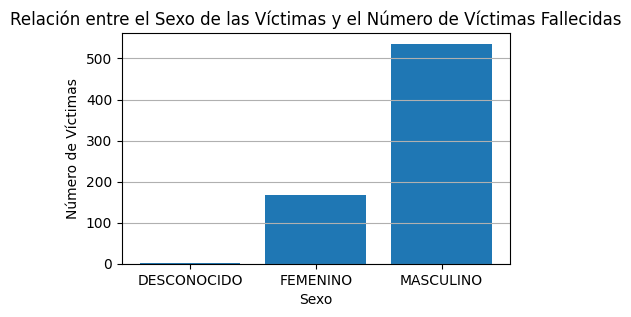 Relación entre el Sexo de las Víctimas y el Número de Víctimas Fallecidas
Número de Víctimas
500
400
300
200
100
0
DESCONOCIDO FEMENINO MASCULINO
Sexo